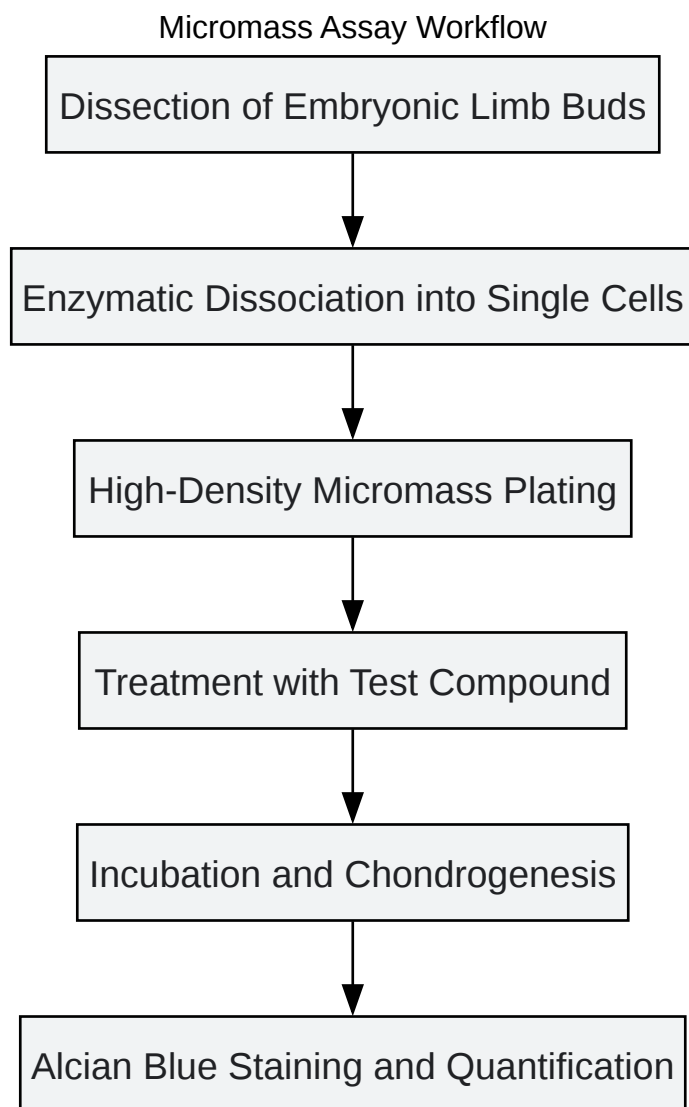 Micromass Assay Workflow
Dissection of Embryonic Limb Buds
Enzymatic Dissociation into Single Cells
High-Density Micromass Plating
Treatment with Test Compound
Incubation and Chondrogenesis
Alcian Blue Staining and Quantification